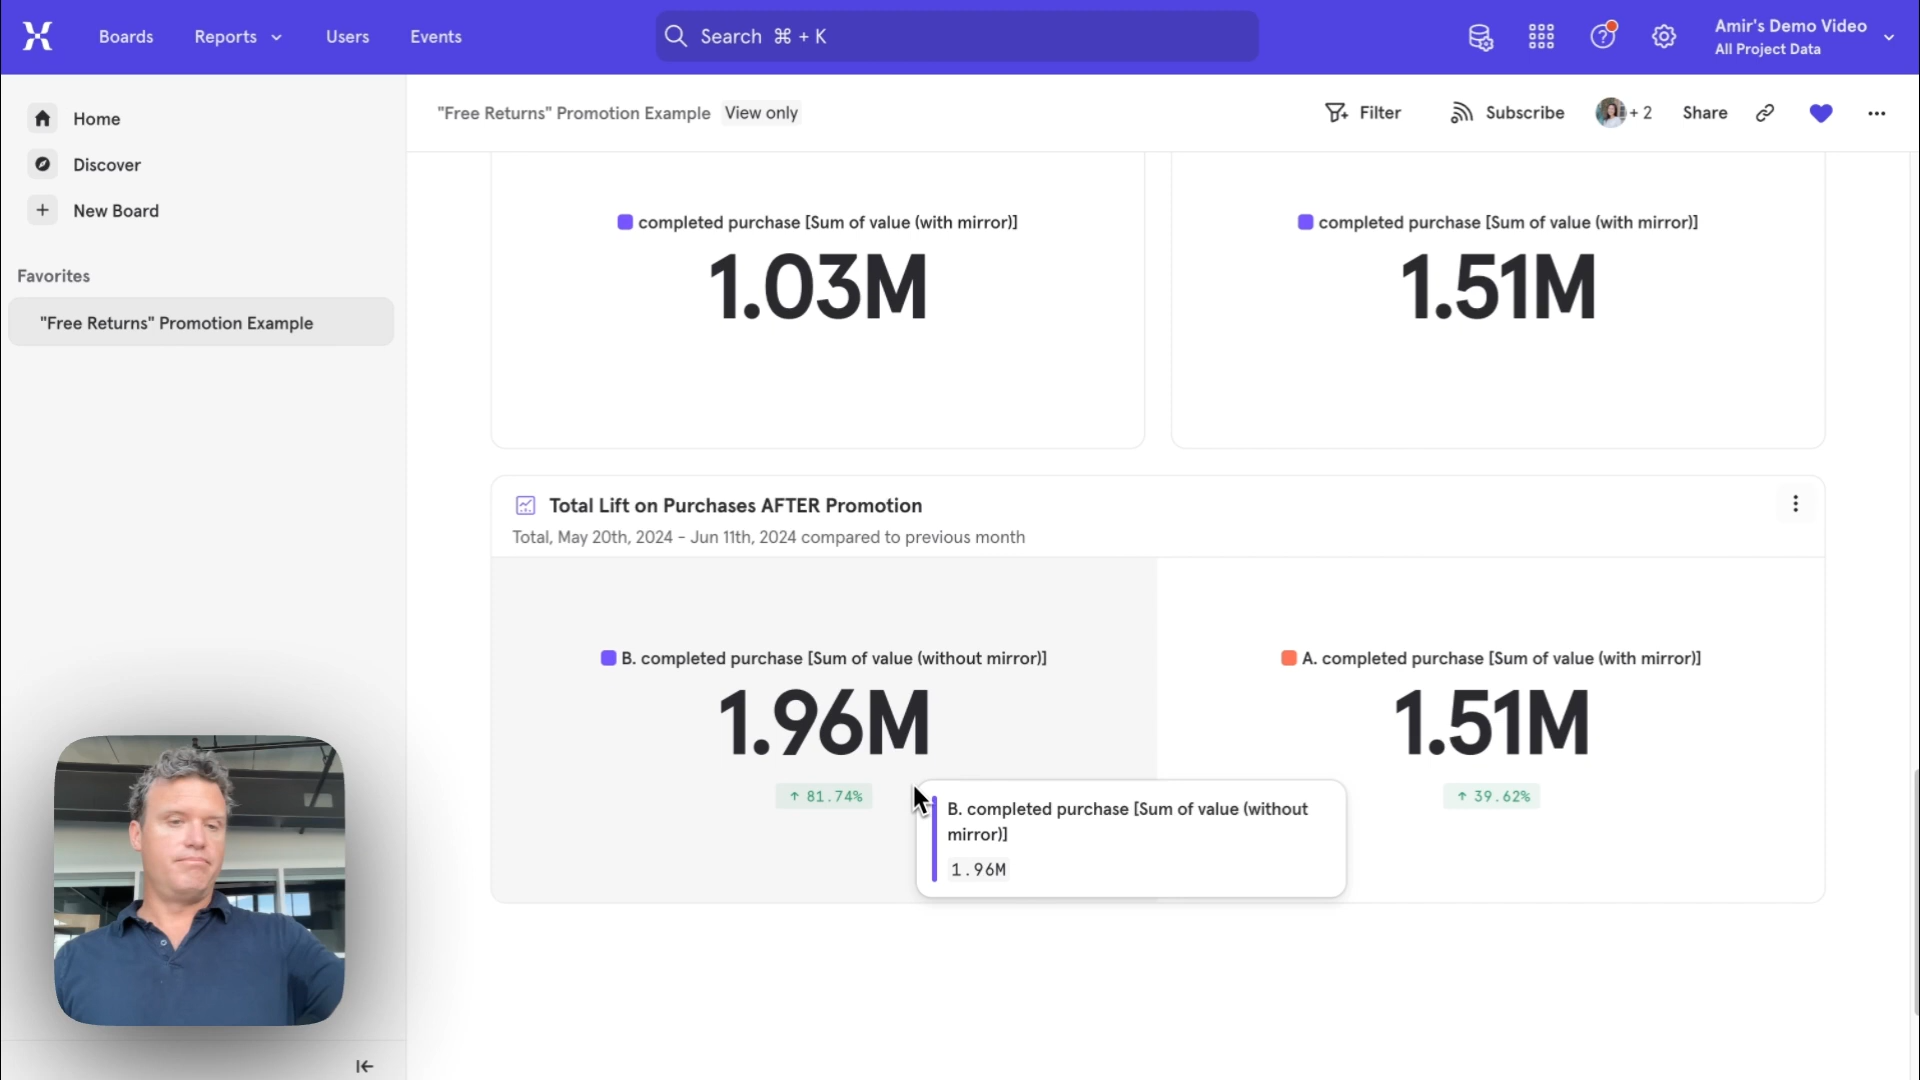 Boards
Reports
Users
Events
Search ⌘ + K
Amir's Demo Video
All Project Data
Home
Discover
New Board
Favorites
"Free Returns" Promotion Example
"Free Returns" Promotion Example
View only
Filter
Subscribe
+ 2
Share
completed purchase [Sum of value (with mirror)]
1.03M
completed purchase [Sum of value (with mirror)]
1.51M
Total Lift on Purchases AFTER Promotion
Total, May 20th, 2024 - Jun 11th, 2024 compared to previous month
B. completed purchase [Sum of value (without mirror)]
1.96M
↑ 81.74%
A. completed purchase [Sum of value (with mirror)]
1.51M
↑ 39.62%
B. completed purchase [Sum of value (without
mirror)]
1.96M